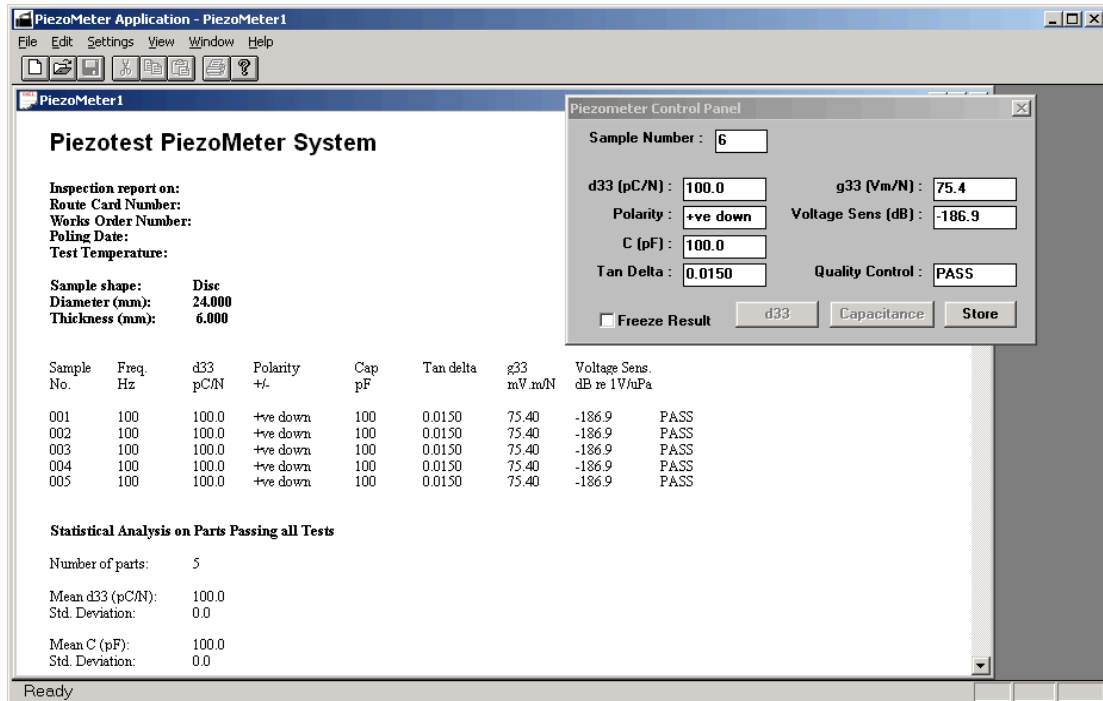 PiezoMeter Application - PiezoMeter1
File Edit Settings View Window Help
PiezoMeter1
Piezotest PiezoMeter System
Inspection report on:
Route Card Number:
Works Order Number:
Poling Date:
Test Temperature:
Sample shape: Disc
Diameter (mm): 24.000
Thickness (mm): 6.000
Piezometer Control Panel
Sample Number : 6
d33 (pC/N) : 100.0 g33 (Vm/N) : 75.4
Polarity : +ve down Voltage Sens (dB) : -186.9
C (pF) : 100.0
Tan Delta : 0.0150 Quality Control : PASS
Freeze Result d33 Capacitance Store
Sample Freq. d33 Polarity Cap Tan delta g33 Voltage Sens.
No. Hz pC/N +/- pF mV.m/N dB re 1V/uPa
001 100 100.0 +ve down 100 0.0150 75.40 -186.9 PASS
002 100 100.0 +ve down 100 0.0150 75.40 -186.9 PASS
003 100 100.0 +ve down 100 0.0150 75.40 -186.9 PASS
004 100 100.0 +ve down 100 0.0150 75.40 -186.9 PASS
005 100 100.0 +ve down 100 0.0150 75.40 -186.9 PASS
Statistical Analysis on Parts Passing all Tests
Number of parts: 5
Mean d33 (pC/N): 100.0
Std. Deviation: 0.0
Mean C (pF): 100.0
Std. Deviation: 0.0
Ready